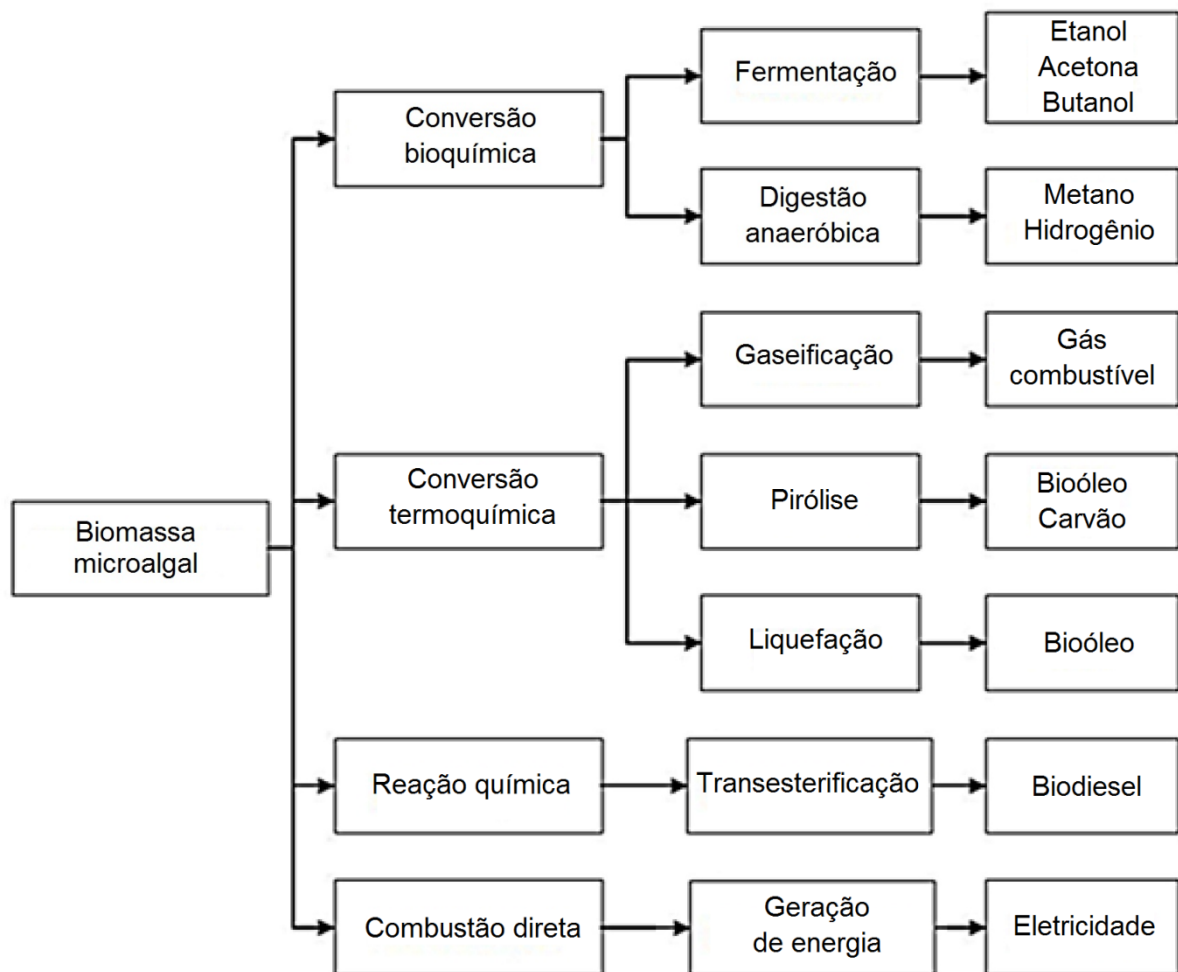 Biomassa
microalgal
Conversão
bioquímica
Fermentação
Etanol
Acetona
Butanol
Digestão
anaeróbica
Metano
Hidrogênio
Conversão
termoquímica
Gaseificação
Gás
combustível
Pirólise
Bioóleo
Carvão
Liquefação
Bioóleo
Reação química
Transesterificação
Biodiesel
Combustão direta
Geração
de energia
Eletricidade